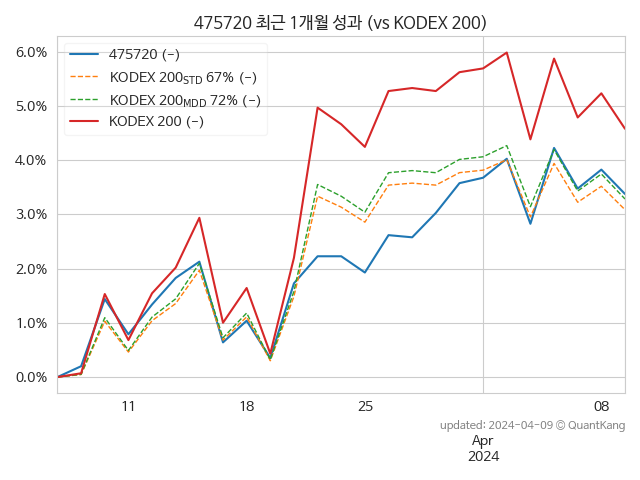 475720 최근 1개월 성과 (vs KODEX 200)
475720 (-)
KODEX 200STD 67% (-)
KODEX 200MDD 72% (-)
KODEX 200 (-)
6.0%
5.0%
4.0%
3.0%
2.0%
1.0%
0.0%
11
18
25
08
updated: 2024-04-09 © QuantKang
Apr
2024